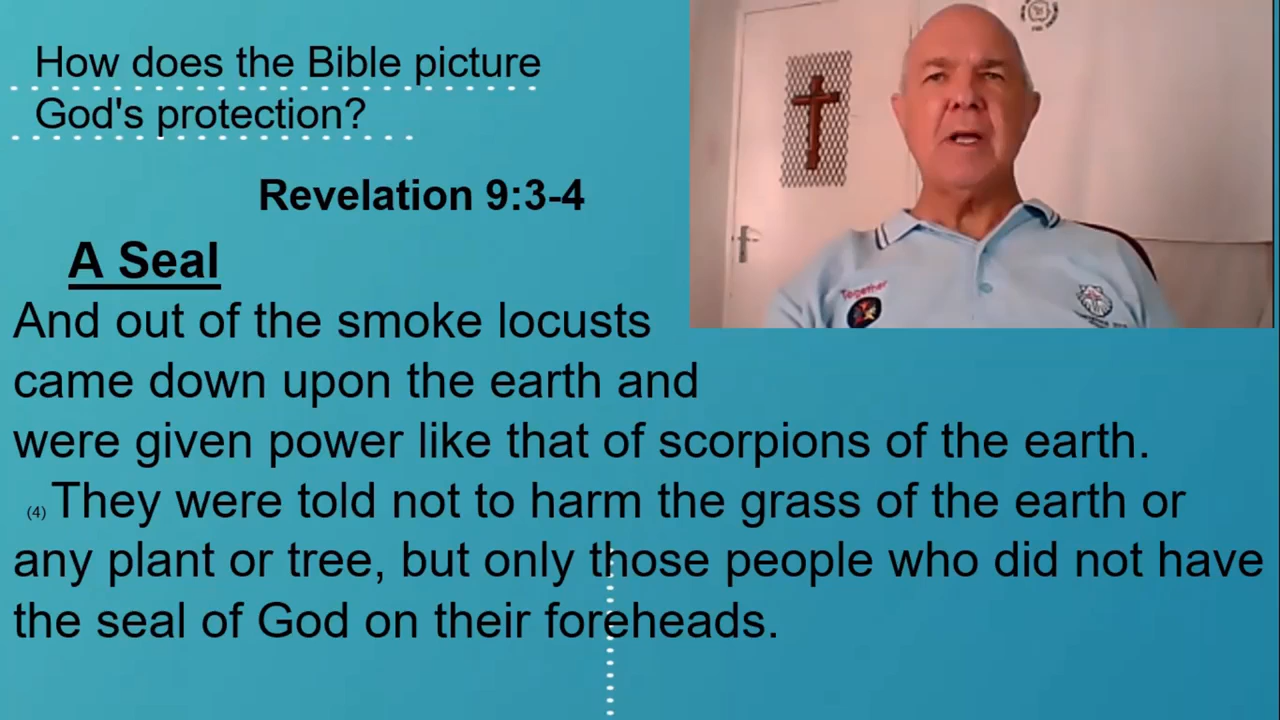 How does the Bible picture
God's protection?
Revelation 9:3-4
A Seal
And out of the smoke locusts
came down upon the earth and
were given power like that of scorpions of the earth.
(4) They were told not to harm the grass of the earth or
any plant or tree, but only those people who did not have
the seal of God on their foreheads.
Together